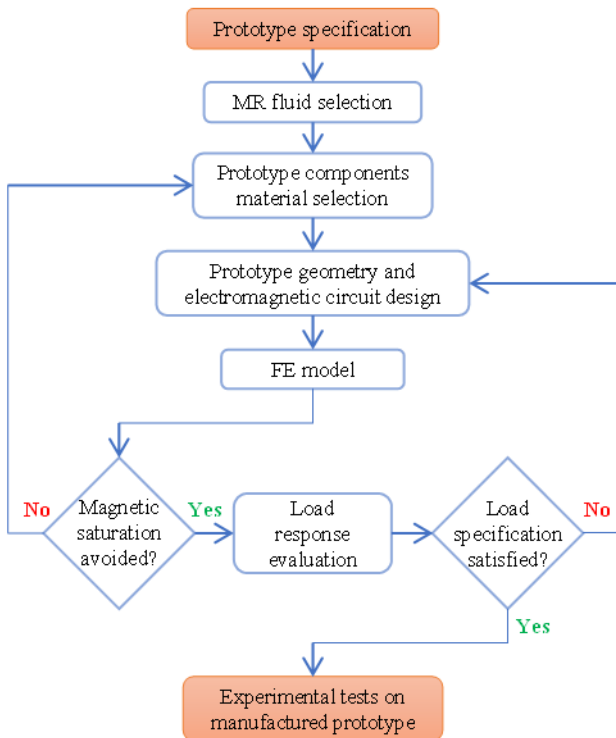 Prototype specification
MR fluid selection
Prototype components
material selection
Prototype geometry and
electromagnetic circuit design
FE model
No
Magnetic
saturation
avoided?
Yes
Load
response
evaluation
Load
specification
satisfied?
No
Yes
Experimental tests on
manufactured prototype